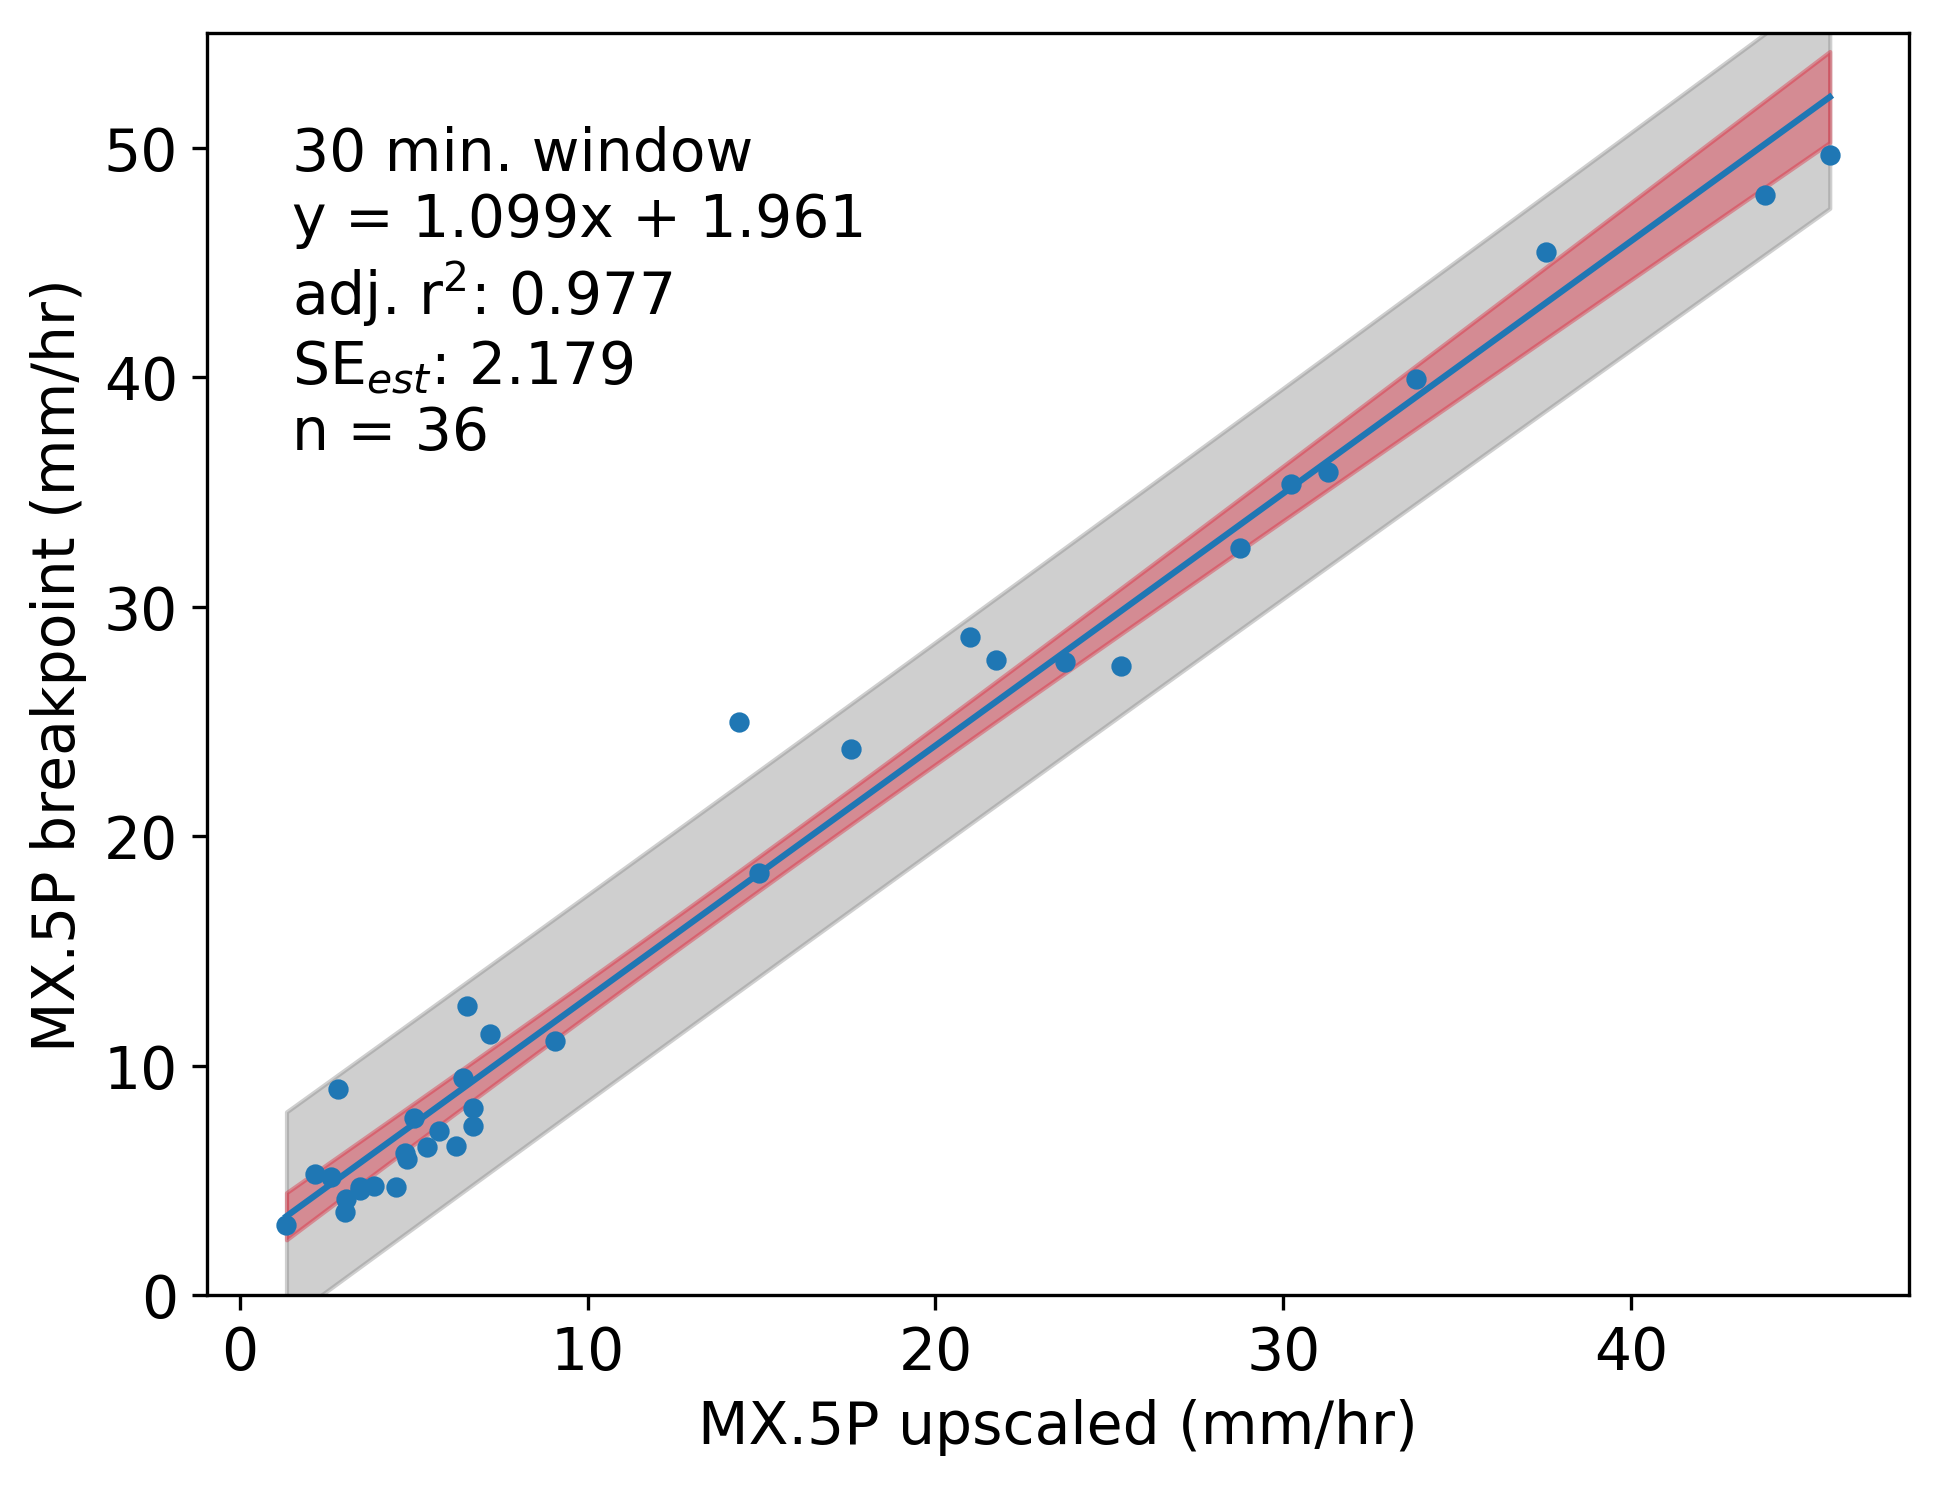 30 min. window
y = 1.099x + 1.961
adj. r²: 0.977
SEest: 2.179
n = 36
50
40
30
20
10
0
MX.5P breakpoint (mm/hr)
0 10 20 30 40
MX.5P upscaled (mm/hr)